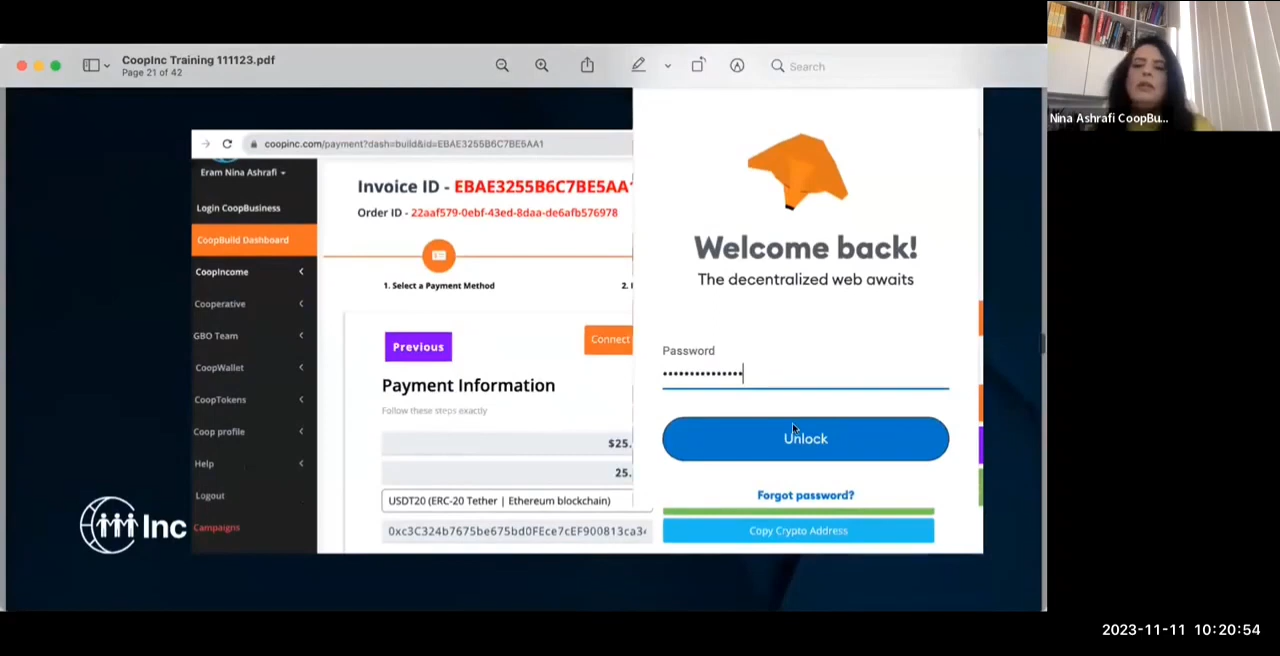 CoopInc Training 111123.pdf
Page 21 of 42
Search
Nina Ashrafi CoopBu...
coopinc.com/payment?dash=build&id=EBAE3255B6C7BE5AA1
Eram Nina Ashrafi
Login CoopBusiness
CoopBuild Dashboard
CoopIncome
Cooperative
GBO Team
CoopWallet
CoopTokens
Coop profile
Help
Logout
Campaigns
Invoice ID - EBAE3255B6C7BE5AA1
Order ID - 22aaf579-0ebf-43ed-8daa-de6afb576978
1. Select a Payment Method
2.
Previous
Connect
Payment Information
Follow these steps exactly
$25.
25.
USDT20 (ERC-20 Tether | Ethereum blockchain)
0xc3C324b7675be675bd0FEce7cEF900813ca3
Welcome back!
The decentralized web awaits
Password
Unlock
Forgot password?
Copy Crypto Address
Inc
2023-11-11 10:20:54